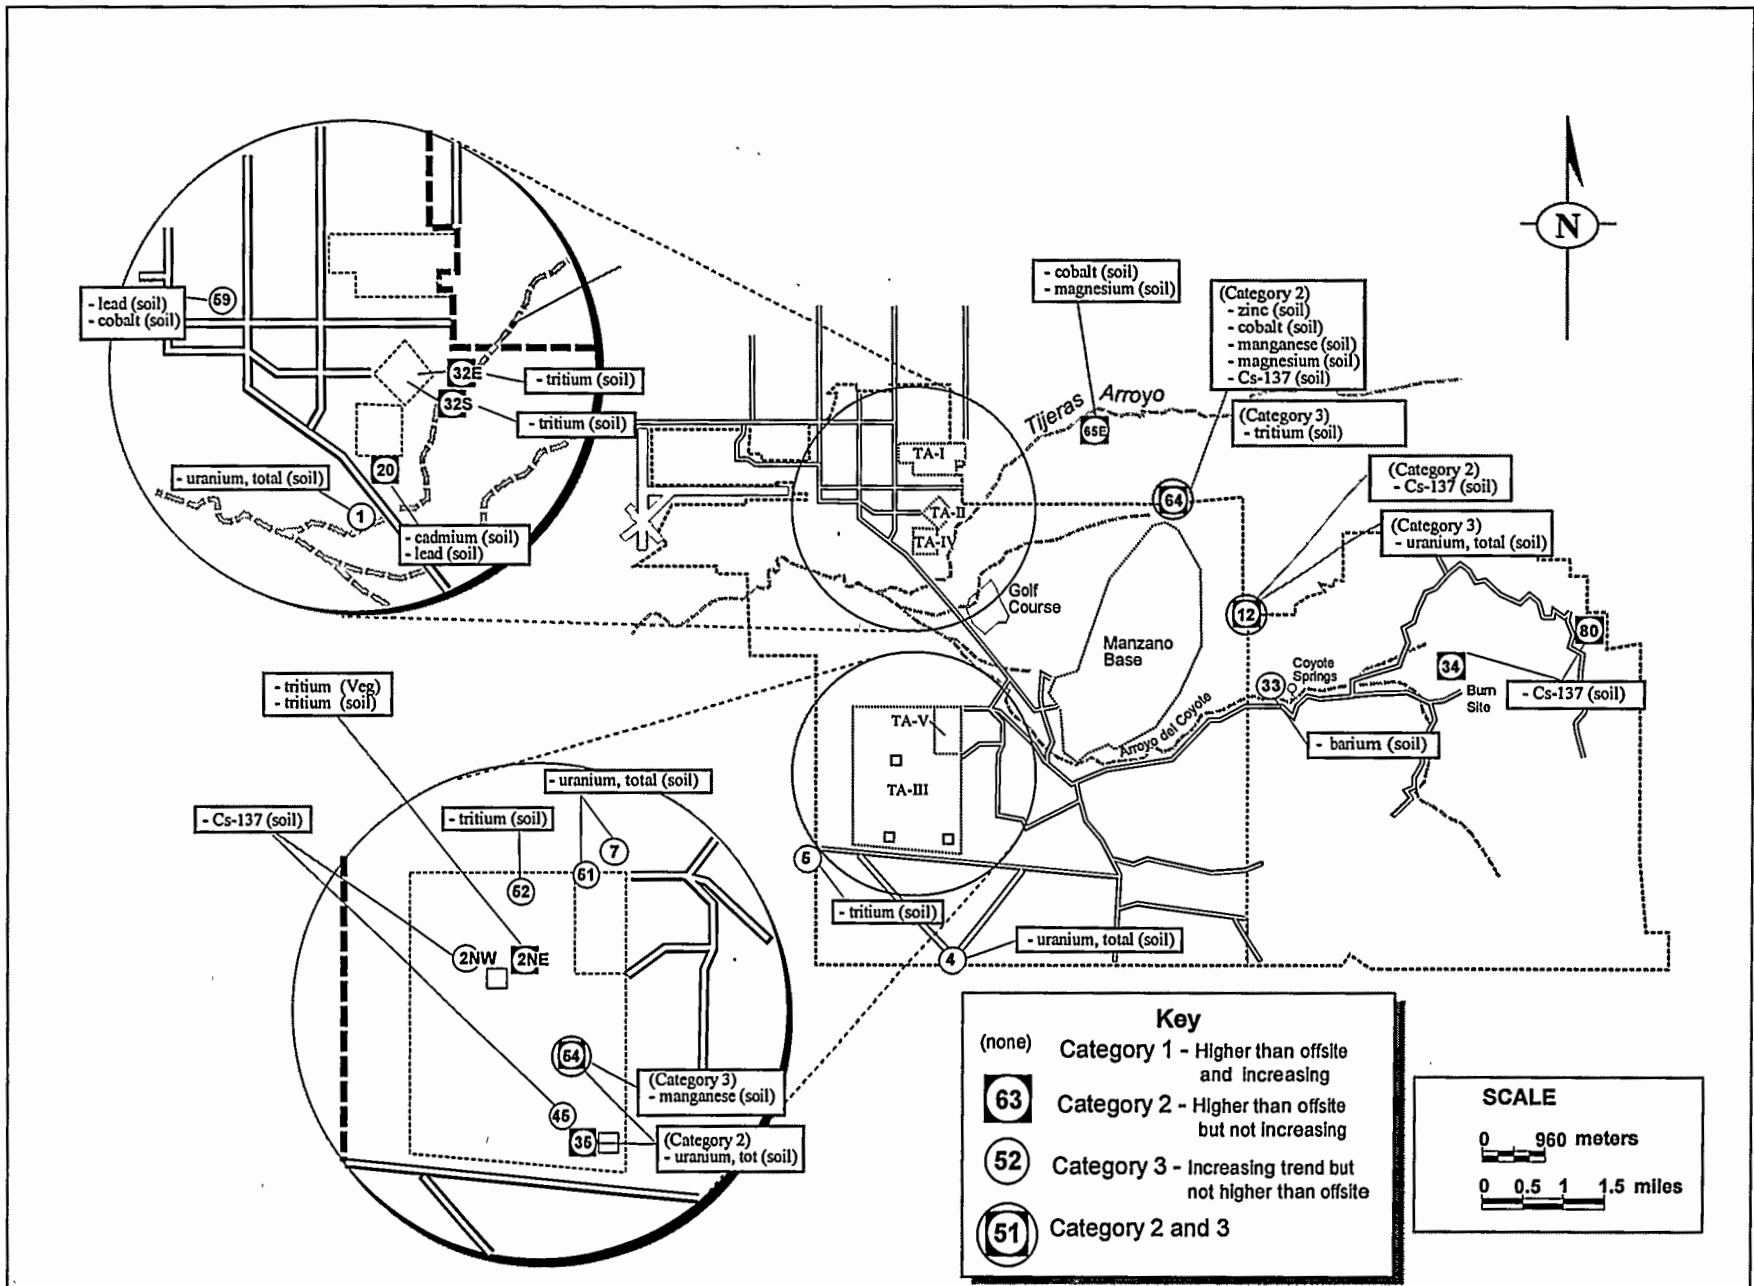 N
- cobalt (soil)
- magnesium (soil)
(Category 2)
- zinc (soil)
- cobalt (soil)
- manganese (soil)
- magnesium (soil)
- Cs-137 (soil)
(Category 3)
- tritium (soil)
- lead (soil)
- cobalt (soil)
59
32E
- tritium (soil)
32S
- tritium (soil)
20
- uranium, total (soil)
1
- cadmium (soil)
- lead (soil)
Tijeras Arroyo
65E
TA-I
TA-II
TA-IV
64
(Category 2)
- Cs-137 (soil)
(Category 3)
- uranium, total (soil)
Golf
Course
12
Manzano
Base
80
34
Coyote
Springs
33
Burn
Site
- Cs-137 (soil)
- barium (soil)
Arroyo del Coyote
TA-V
TA-III
5
- tritium (soil)
4
- uranium, total (soil)
- tritium (Veg)
- tritium (soil)
- uranium, total (soil)
- Cs-137 (soil)
- tritium (soil)
7
51
52
2NW
2NE
54
(Category 3)
- manganese (soil)
45
35
(Category 2)
- uranium, tot (soil)
Key
(none)
Category 1 - Higher than offsite
and increasing
63
Category 2 - Higher than offsite
but not increasing
52
Category 3 - Increasing trend but
not higher than offsite
51
Category 2 and 3
SCALE
0 960 meters
0 0.5 1 1.5 miles